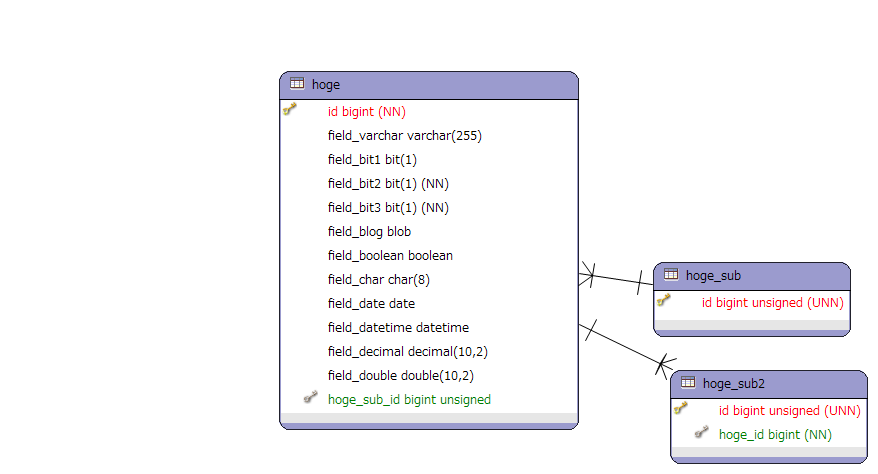 hoge
id bigint (NN)
field_varchar varchar(255)
field_bit1 bit(1)
field_bit2 bit(1) (NN)
field_bit3 bit(1) (NN)
field_blog blob
field_boolean boolean
field_char char(8)
field_date date
field_datetime datetime
field_decimal decimal(10,2)
field_double double(10,2)
hoge_sub_id bigint unsigned
hoge_sub
id bigint unsigned (UNN)
hoge_sub2
id bigint unsigned (UNN)
hoge_id bigint (NN)